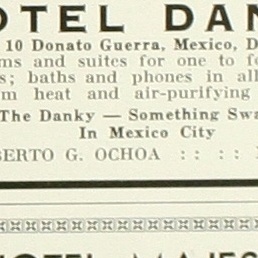 OTEL DAN
10 Donato Guerra, Mexico, D
ms and suites for one to f
s; baths and phones in all
m heat and air-purifying
The Danky — Something Swa
In Mexico City
BERTO G. OCHOA :: ::